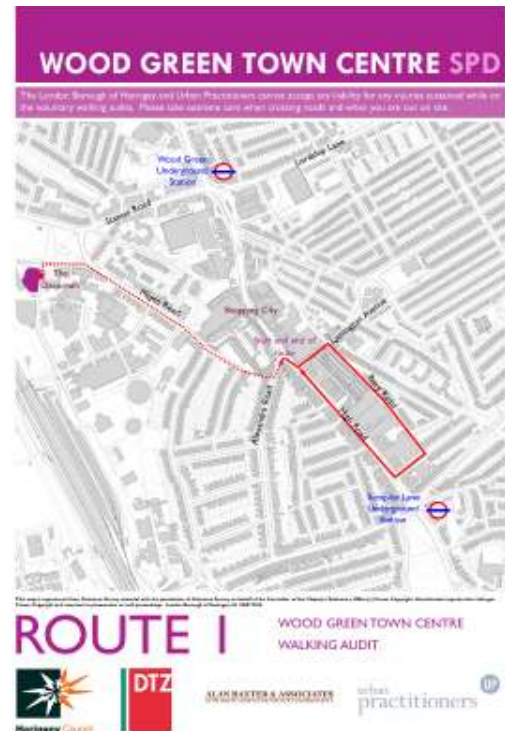 WOOD GREEN TOWN CENTRE SPD
The London Borough of Haringey and Urban Practitioners cannot accept any liability for any injuries sustained while on
the voluntary walking audits. Please take extreme care when crossing roads and when you are out on site.
Wood Green
Underground
Station
Lordship Lane
Station Road
The
Mayes Road
Shopping City
Start and end of
route
Alexandra Road
High Road
Turnpike Lane
Underground
Station
ROUTE 1
WOOD GREEN TOWN CENTRE
WALKING AUDIT
Haringey Council
DTZ
ALAN BAXTER & ASSOCIATES
urban
practitioners
UP